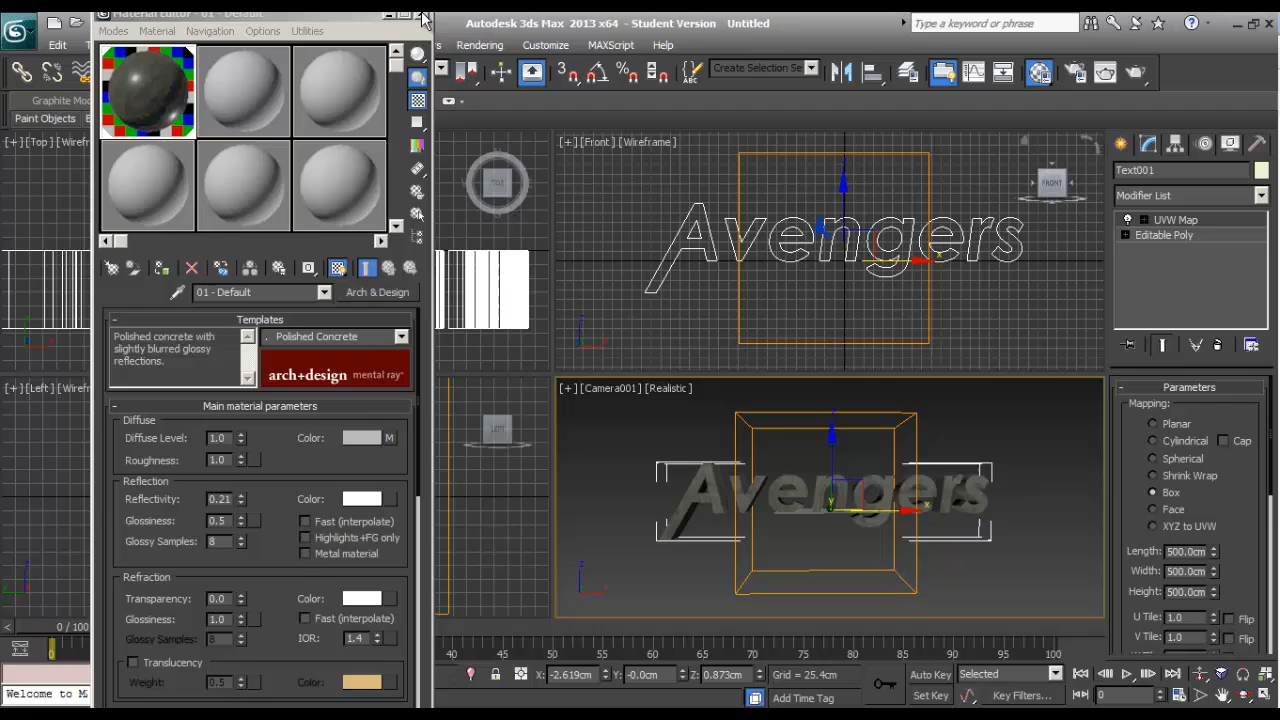 Material Editor - 01 - Default
Modes Material Navigation Options Utilities
01 - Default Arch & Design
Templates
Polished concrete with
slightly blurred glossy
reflections.
. Polished Concrete
arch+design mental ray
Main material parameters
Diffuse
Diffuse Level: 1.0 Color: M
Roughness: 1.0
Reflection
Reflectivity: 0.21 Color:
Glossiness: 0.5 Fast (interpolate)
Glossy Samples: 8 Highlights+FG only
Metal material
Refraction
Transparency: 0.0 Color:
Glossiness: 1.0 Fast (interpolate)
Glossy Samples: 8 IOR: 1.4
Translucency
Weight: 0.5 Color:
Autodesk 3ds Max 2013 - Student Version Untitled
Type a keyword or phrase
Edit Rendering Customize MAXScript Help
Create Selection Se
Graphite Mo
Paint Objects
[+] [Top] [Wirefr
TOP
[+] [Front] [Wireframe]
FRONT
Avengers
[+] [Left] [Wirefr
LEFT
[+] [Camera001] [Realistic]
Avengers
Text001
Modifier List
UVW Map
Editable Poly
Parameters
Mapping:
Planar
Cylindrical Cap
Spherical
Shrink Wrap
Box
Face
XYZ to UVW
Length: 500.0cm
Width: 500.0cm
Height: 500.0cm
U Tile: 1.0 Flip
V Tile: 1.0 Flip
0 / 100
40 45 50 55 60 65 70 75 80 85 90 95 100
X: -2.619cm Y: -0.0cm Z: 0.873cm Grid = 25.4cm
Auto Key Selected
Add Time Tag Set Key Key Filters... 0
Welcome to M